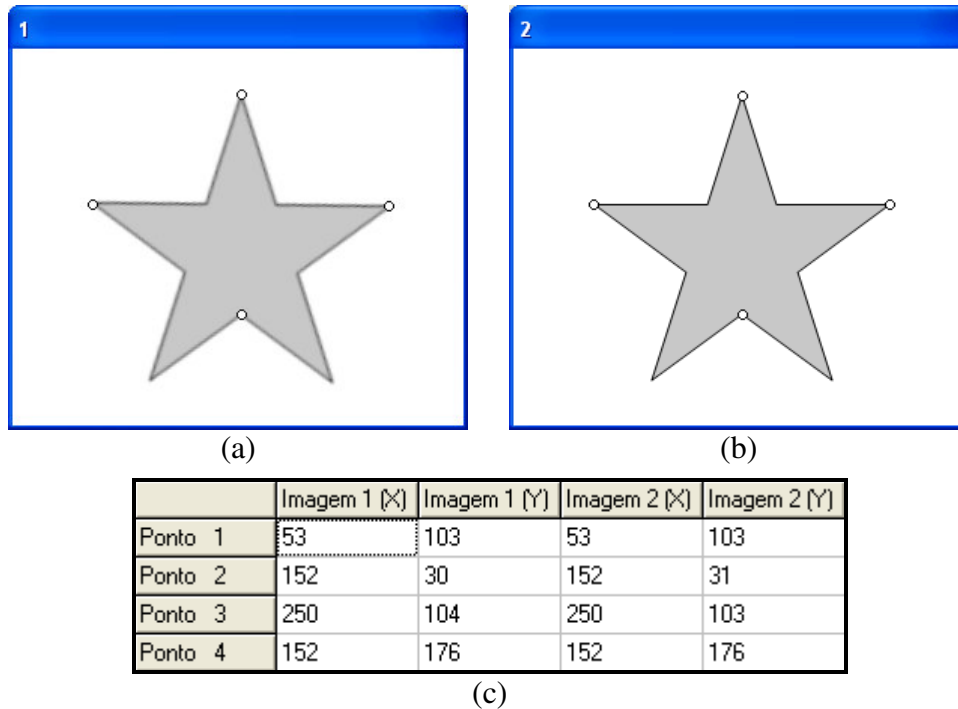 1
2
(a)
(b)
Imagem 1 (X) Imagem 1 (Y) Imagem 2 (X) Imagem 2 (Y)
Ponto 1 53 103 53 103
Ponto 2 152 30 152 31
Ponto 3 250 104 250 103
Ponto 4 152 176 152 176
(c)